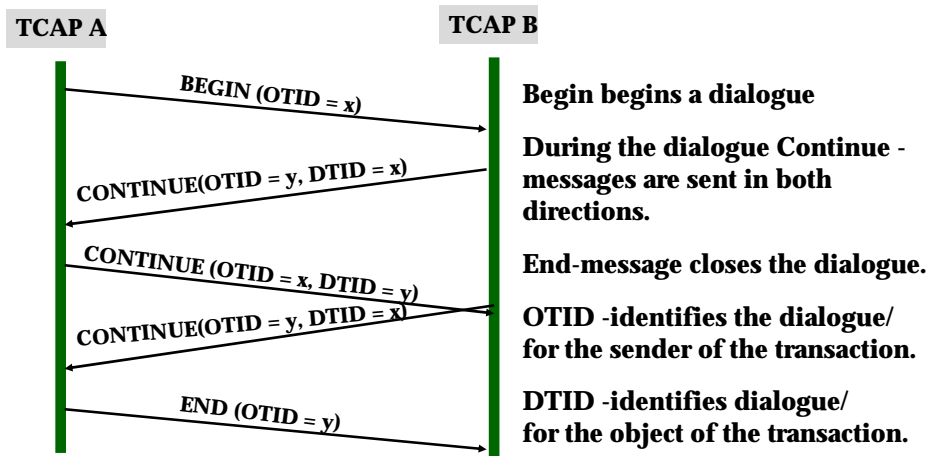 TCAP A
TCAP B
BEGIN (OTID = x)
CONTINUE(OTID = y, DTID = x)
CONTINUE (OTID = x, DTID = y)
CONTINUE(OTID = y, DTID = x)
END (OTID = y)
Begin begins a dialogue
During the dialogue Continue -
messages are sent in both
directions.
End-message closes the dialogue.
OTID -identifies the dialogue/
for the sender of the transaction.
DTID -identifies dialogue/
for the object of the transaction.